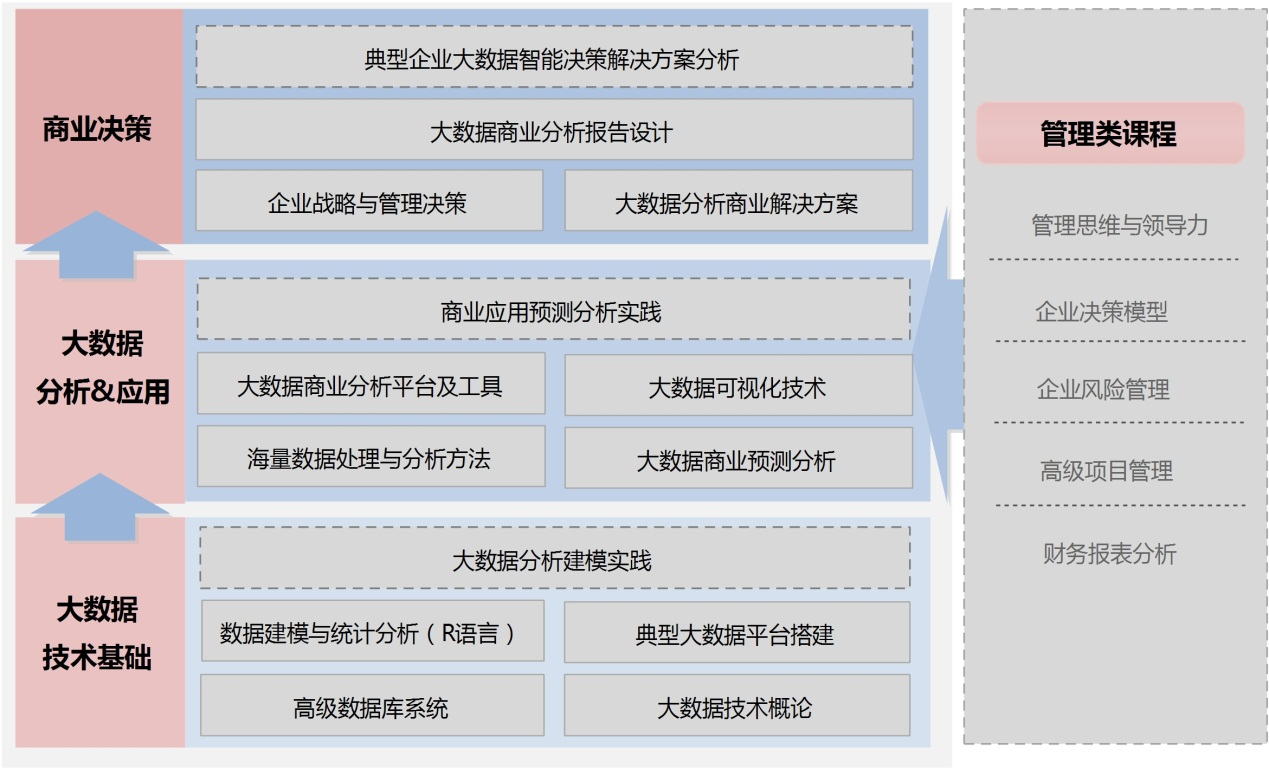 商业决策
典型企业大数据智能决策解决方案分析
大数据商业分析报告设计
企业战略与管理决策
大数据分析商业解决方案
大数据
分析&应用
商业应用预测分析实践
大数据商业分析平台及工具
大数据可视化技术
海量数据处理与分析方法
大数据商业预测分析
大数据
技术基础
大数据分析建模实践
数据建模与统计分析（R语言）
典型大数据平台搭建
高级数据库系统
大数据技术概论
管理类课程
管理思维与领导力
企业决策模型
企业风险管理
高级项目管理
财务报表分析